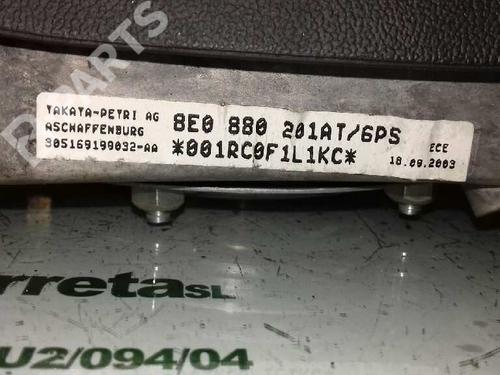 PARTS
TAKATA-PETRI AG
ASCHAFFENBURG
305169199032-AA
8E0 880 201AT/6PS
*001RC0F1L1KC*
ECE
18.09.2003
rretaSL
U2/094/04